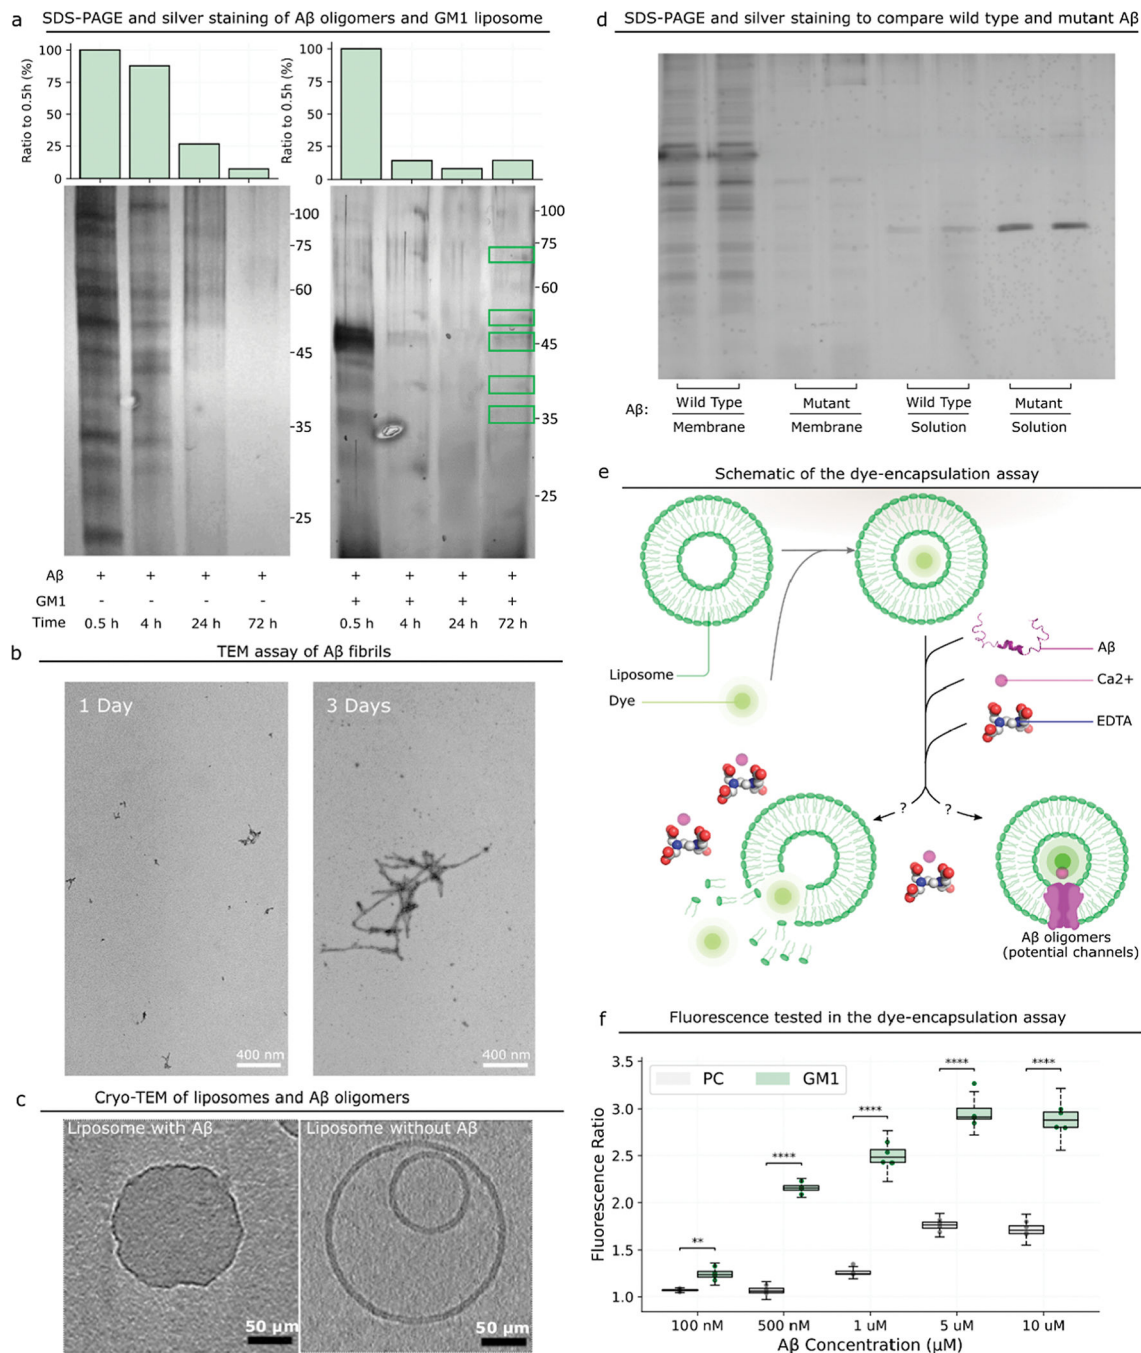 a
SDS-PAGE and silver staining of Aβ oligomers and GM1 liposome
Ratio to 0.5h (%)
100
75
50
25
0
Ratio to 0.5h (%)
100
75
50
25
0
-100
-75
-60
-45
-35
-25
-100
-75
-60
-45
-35
-25
Aβ + + + + + + + +
GM1 - - - - + + + +
Time 0.5 h 4 h 24 h 72 h 0.5 h 4 h 24 h 72 h
b
TEM assay of Aβ fibrils
1 Day
400 nm
3 Days
400 nm
c
Cryo-TEM of liposomes and Aβ oligomers
Liposome with Aβ
50 µm
Liposome without Aβ
50 µm
d
SDS-PAGE and silver staining to compare wild type and mutant Aβ
Aβ:
Wild Type
Membrane
Mutant
Membrane
Wild Type
Solution
Mutant
Solution
e
Schematic of the dye-encapsulation assay
Liposome
Dye
Aβ
Ca2+
EDTA
? ?
Aβ oligomers
(potential channels)
f
Fluorescence tested in the dye-encapsulation assay
Fluorescence Ratio
3.5
3.0
2.5
2.0
1.5
1.0
PC GM1
**
****
****
****
****
100 nM 500 nM 1 uM 5 uM 10 uM
Aβ Concentration (µM)